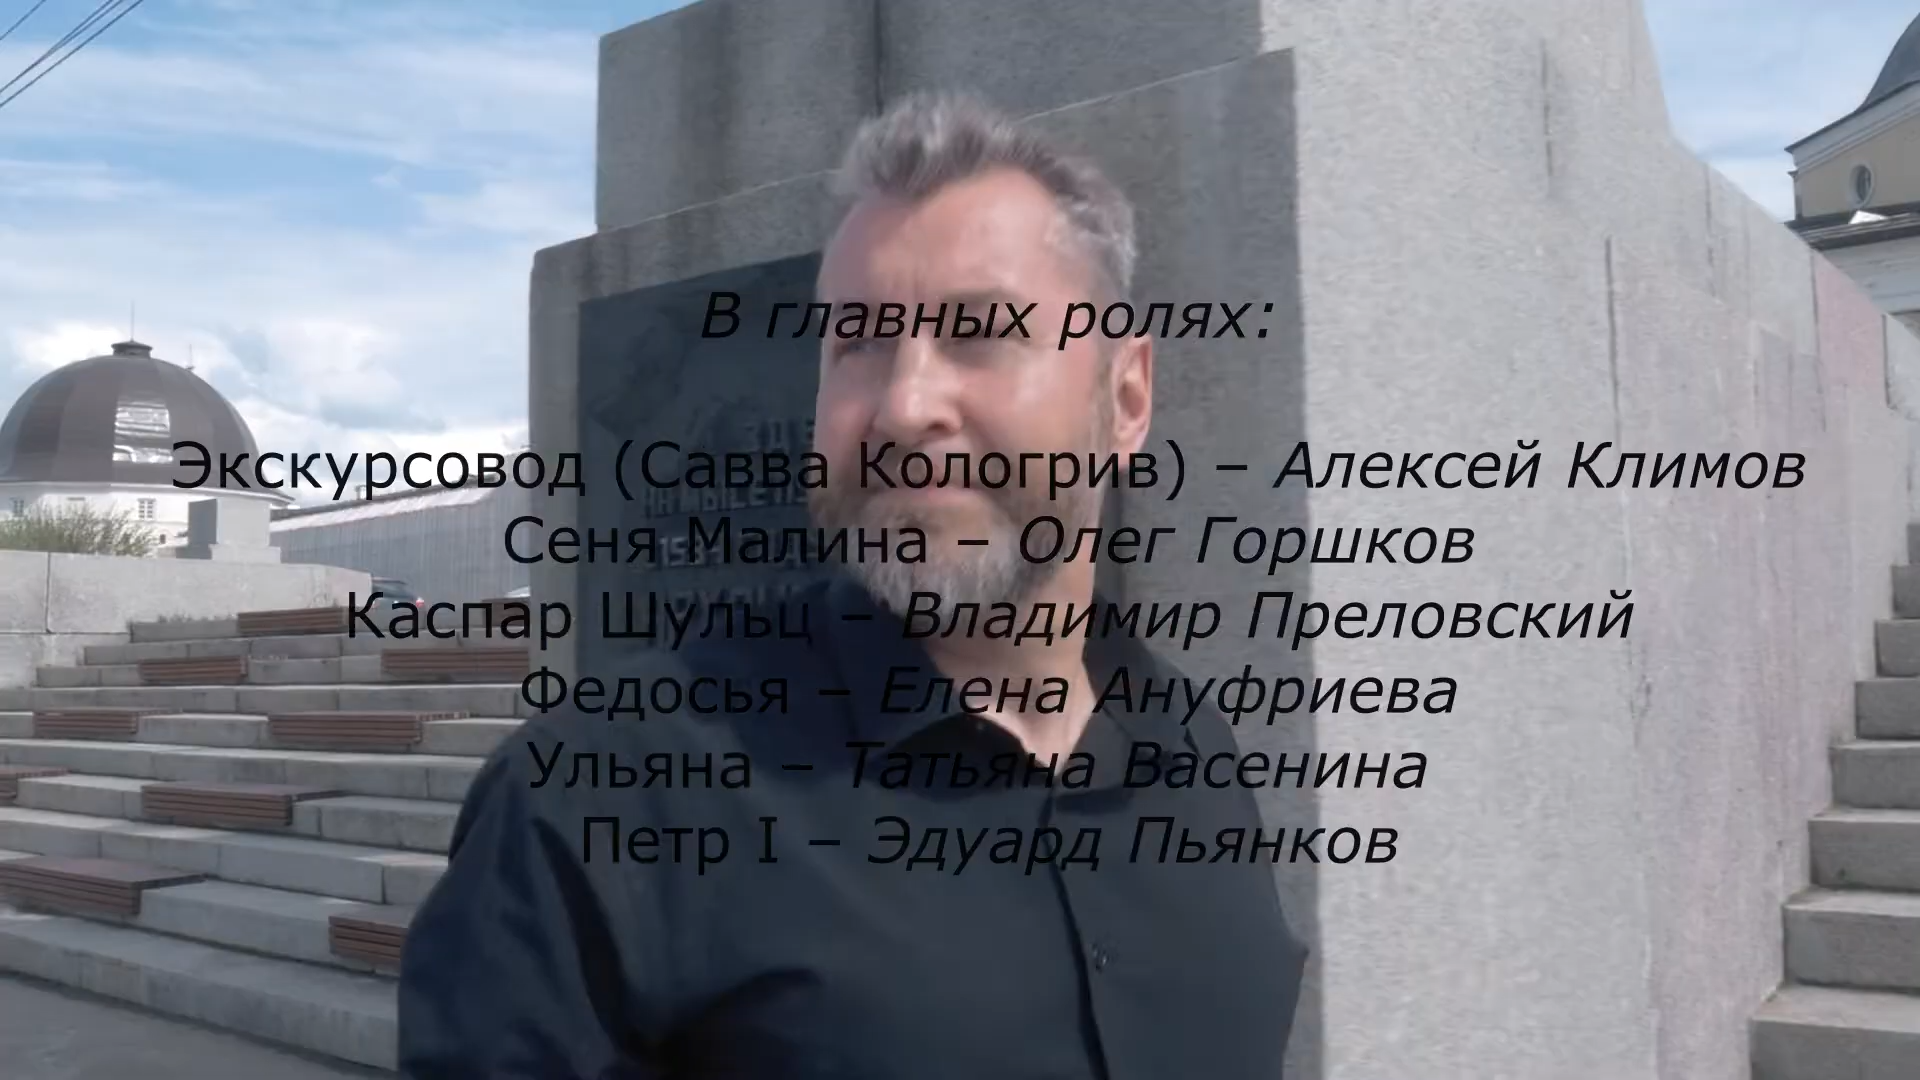 В главных ролях:
Экскурсовод (Савва Кологрив) – Алексей Климов
Сеня Малина – Олег Горшков
Каспар Шульц – Владимир Преловский
Федосья – Елена Ануфриева
Ульяна – Татьяна Васенина
Петр I – Эдуард Пьянков